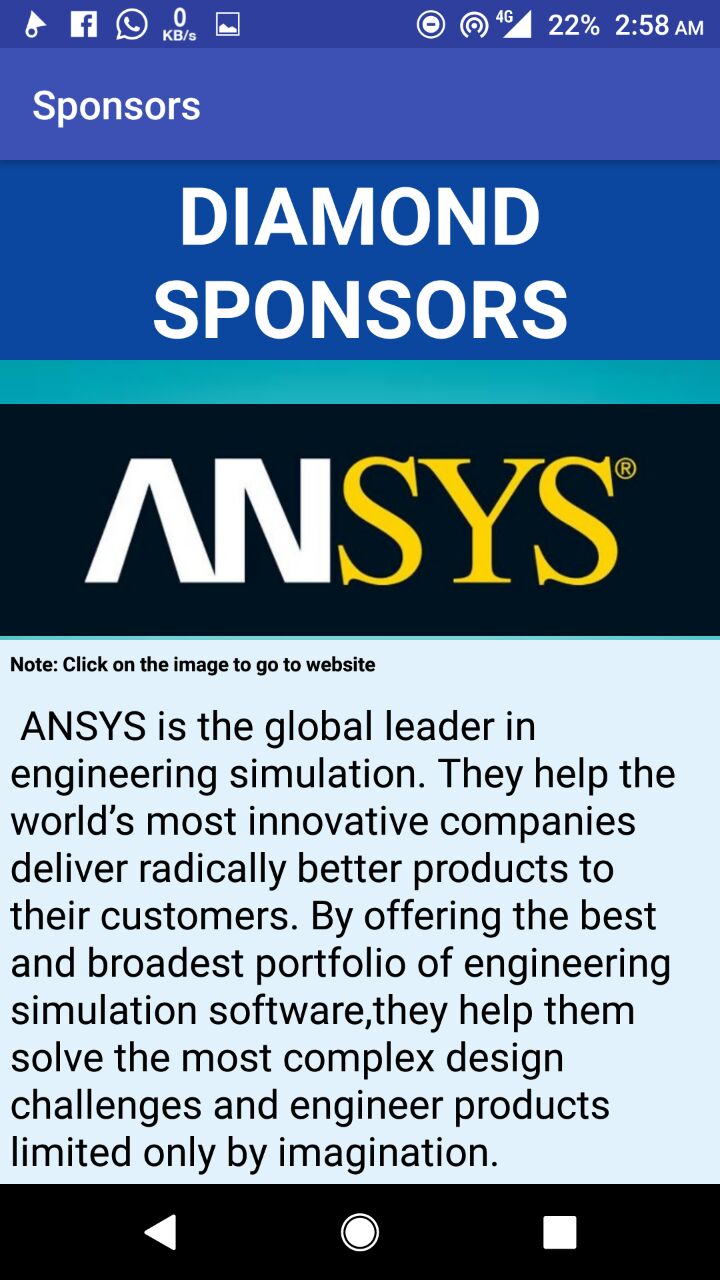 0
KB/s
4G
22% 2:58 AM
Sponsors
DIAMOND
SPONSORS
ANSYS®
Note: Click on the image to go to website
ANSYS is the global leader in
engineering simulation. They help the
world’s most innovative companies
deliver radically better products to
their customers. By offering the best
and broadest portfolio of engineering
simulation software,they help them
solve the most complex design
challenges and engineer products
limited only by imagination.